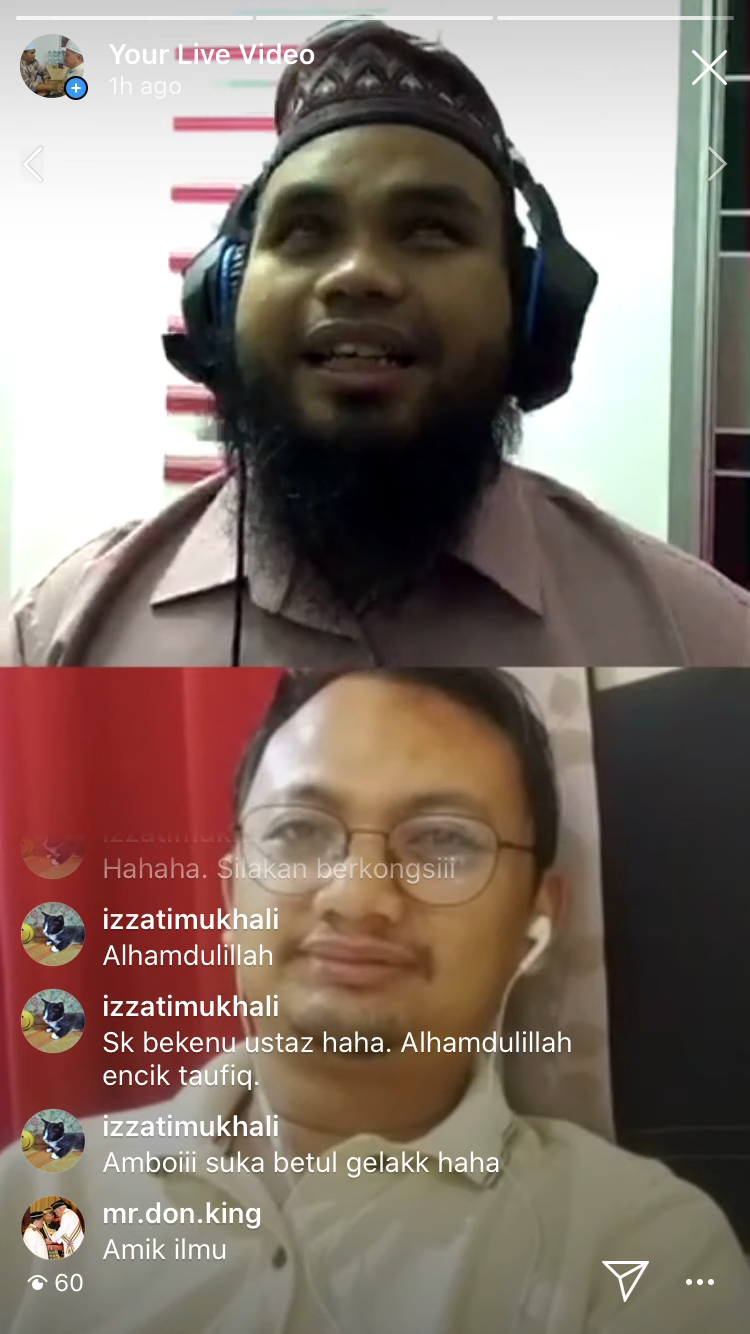 Your Live Video
1h ago
izzatimukhali
Hahaha. Silakan berkongsiii
izzatimukhali
Alhamdulillah
izzatimukhali
Sk bekenu ustaz haha. Alhamdulillah
encik taufiq.
izzatimukhali
Amboiii suka betul gelakk haha
mr.don.king
Amik ilmu
60